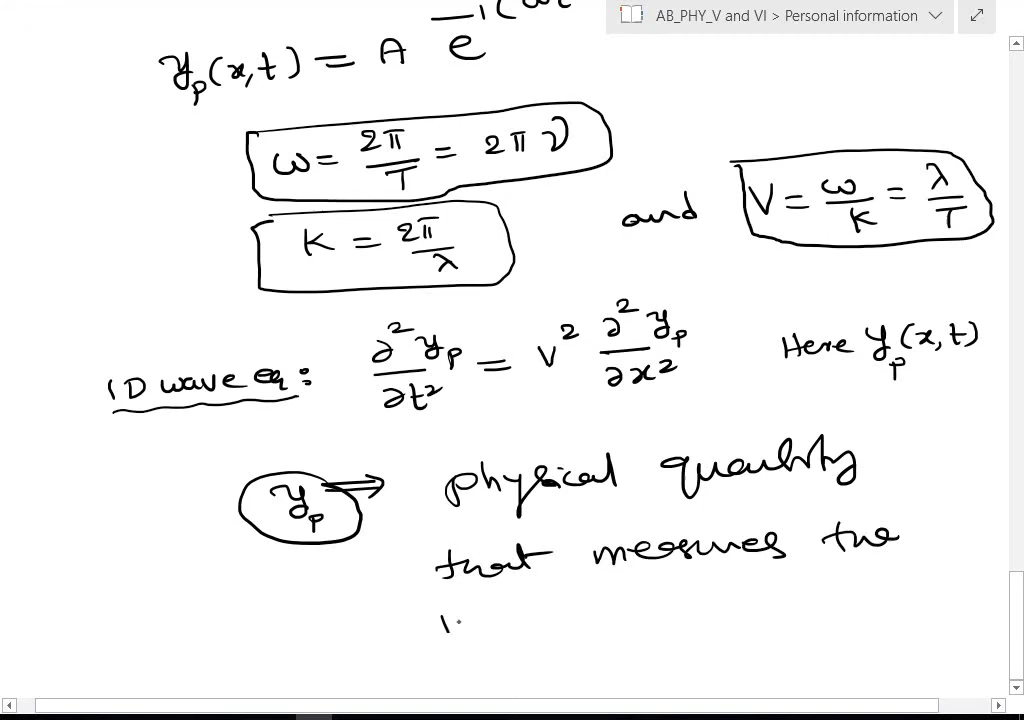 AB_PHY_V and VI > Personal information
y_p(x,t) = A e^{-i(ωt
ω = 2π/T = 2πν
K = 2π/λ and V = ω/K = λ/T
1D wave eq: ∂²y_p/∂t² = V² ∂²y_p/∂x² Here y_p(x,t)
y_p ⇒ physical quantity
that measures the